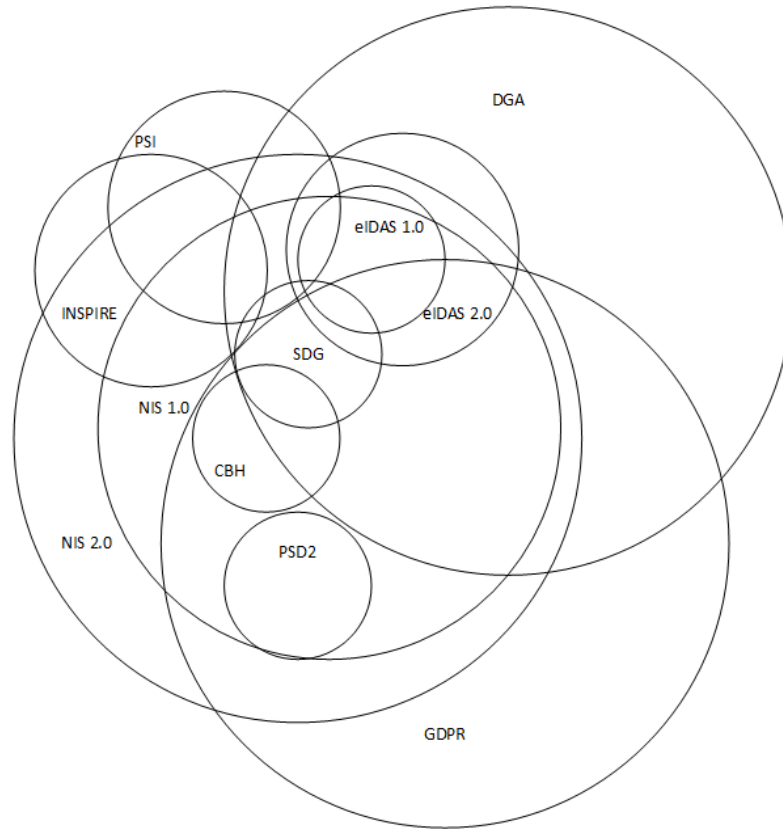 DGA
PSI
eIDAS 1.0
INSPIRE
eIDAS 2.0
SDG
NIS 1.0
CBH
NIS 2.0
PSD2
GDPR